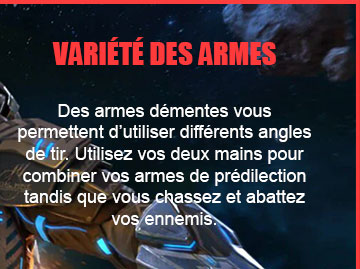 VARIÉTÉ DES ARMES
Des armes démentes vous
permettent d'utiliser différents angles
de tir. Utilisez vos deux mains pour
combiner vos armes de prédilection
tandis que vous chassez et abattez
vos ennemis.